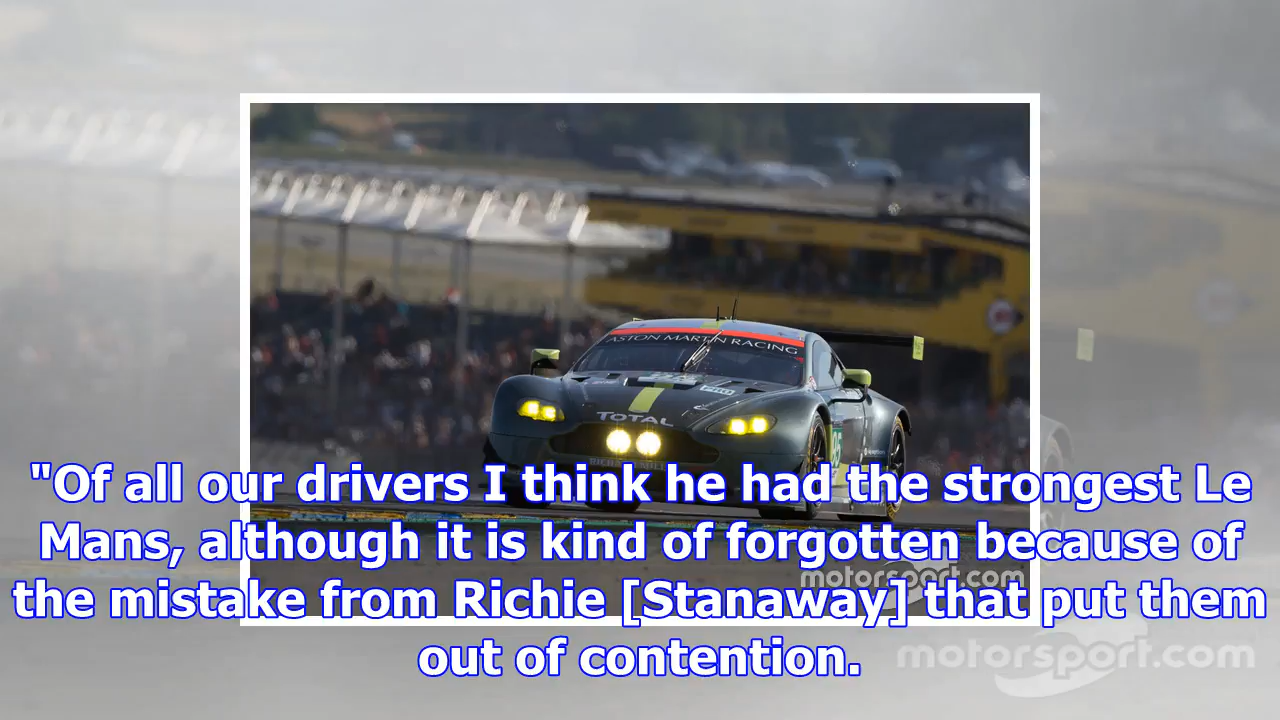 ASTON MARTIN RACING
PRO
TOTAL
95
motorsport.com
"Of all our drivers I think he had the strongest Le
Mans, although it is kind of forgotten because of
the mistake from Richie [Stanaway] that put them
out of contention.
motorsport.com